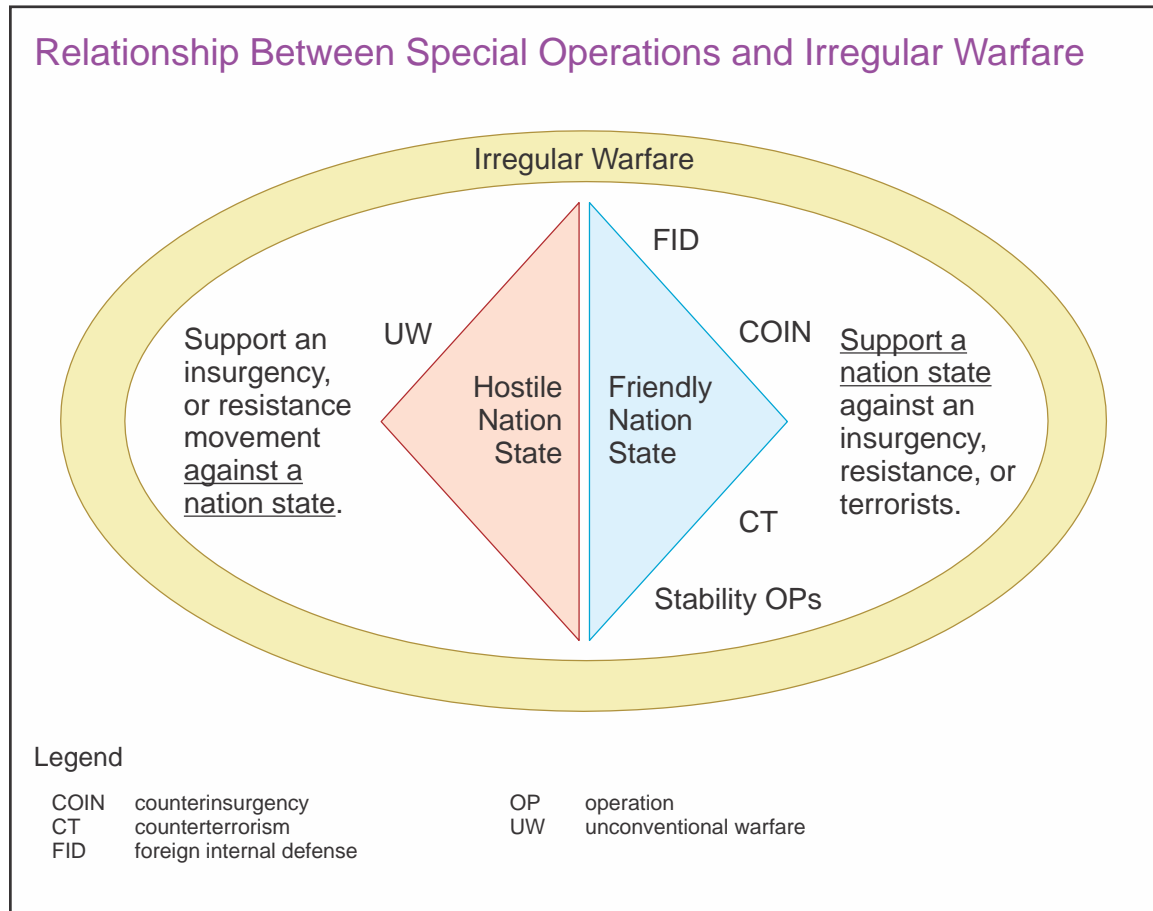 Relationship Between Special Operations and Irregular Warfare
Irregular Warfare
Support an
insurgency,
or resistance
movement
against a
nation state.
UW
Hostile
Nation
State
Friendly
Nation
State
FID
COIN
CT
Stability OPs
Support a
nation state
against an
insurgency,
resistance, or
terrorists.
Legend
COIN counterinsurgency
CT counterterrorism
FID foreign internal defense
OP operation
UW unconventional warfare